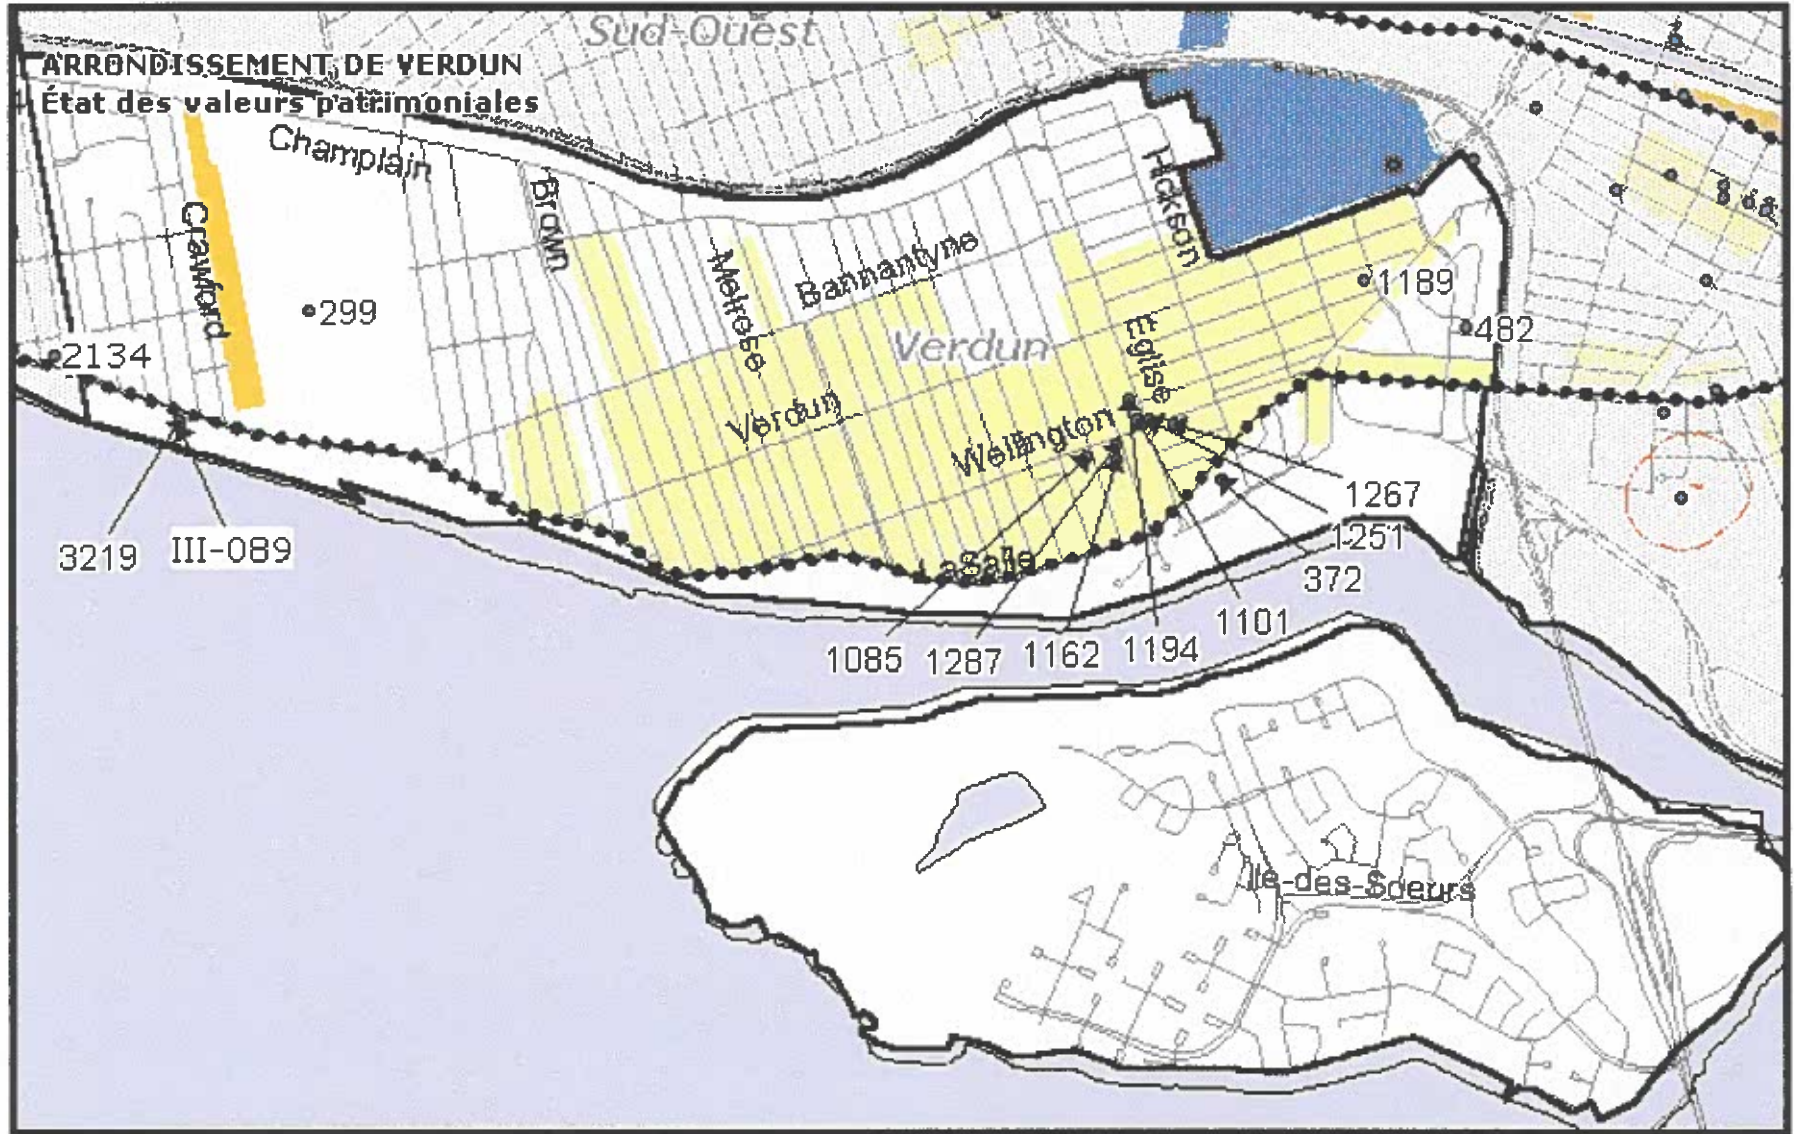 Sud-Ouest
ARRONDISSEMENT DE VERDUN
État des valeurs patrimoniales
Champlain
Hickson
Brown
Crawford
Melrose
Bannantyne
1189
299
Verdun
Église
482
2134
Verdun
Wellington
1267
1251
3219
III-089
LaSalle
372
1101
1085
1287
1162
1194
Île-des-Soeurs